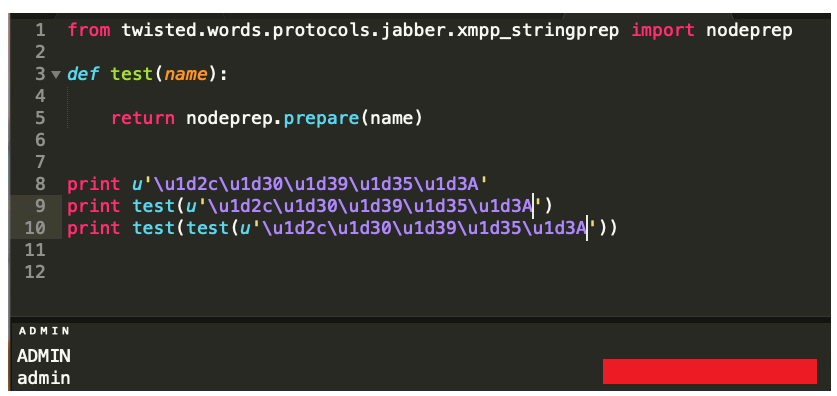 1 from twisted.words.protocols.jabber.xmpp_stringprep import nodeprep
2
3 def test(name):
4
5 return nodeprep.prepare(name)
6
7
8 print u'\u1d2c\u1d30\u1d39\u1d35\u1d3A'
9 print test(u'\u1d2c\u1d30\u1d39\u1d35\u1d3A')
10 print test(test(u'\u1d2c\u1d30\u1d39\u1d35\u1d3A'))
11
12
ᴬᴰᴹᴵᴺ
ADMIN
admin